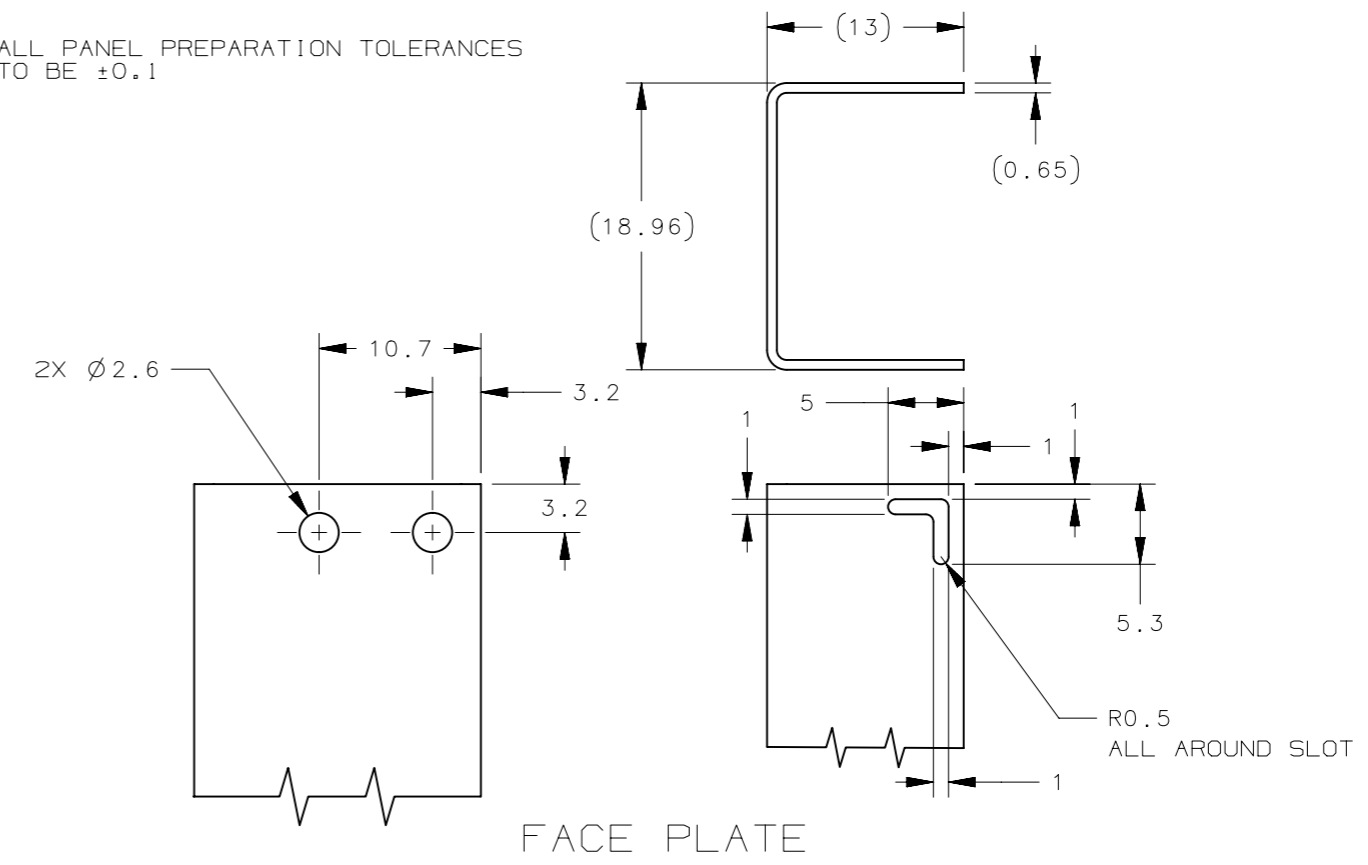 ALL PANEL PREPARATION TOLERANCES
TO BE ±0.1
(13)
(0.65)
(18.96)
10.7
2X Ø2.6
3.2
3.2
5
1
1
1
5.3
R0.5
ALL AROUND SLOT
1
FACE PLATE